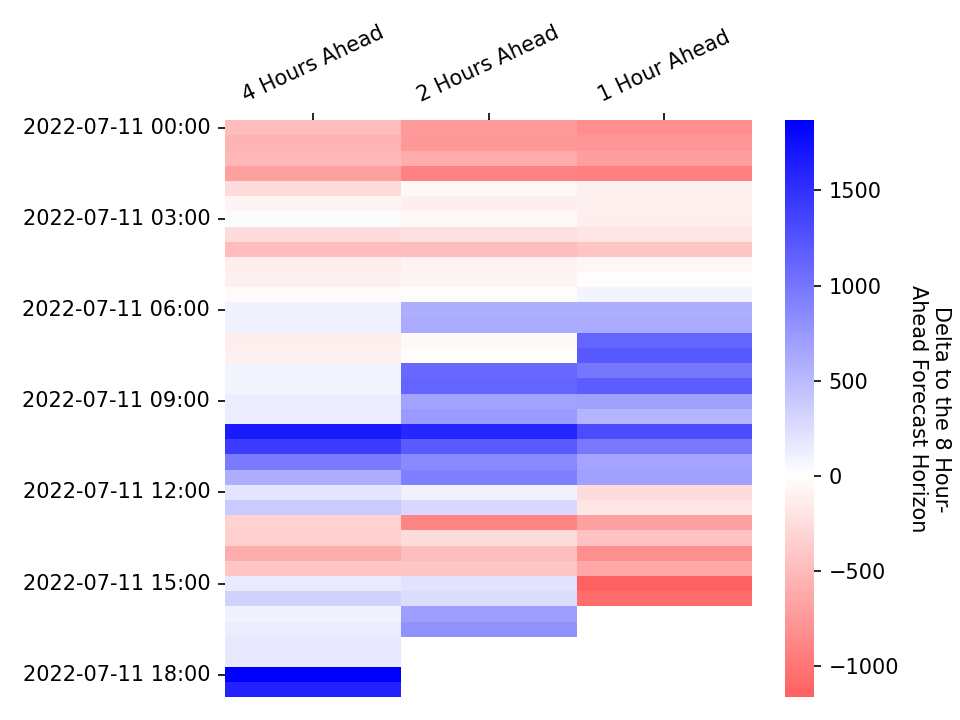 4 Hours Ahead
2 Hours Ahead
1 Hour Ahead
2022-07-11 00:00
2022-07-11 03:00
2022-07-11 06:00
2022-07-11 09:00
2022-07-11 12:00
2022-07-11 15:00
2022-07-11 18:00
1500
1000
500
0
−500
−1000
Delta to the 8 Hour-
Ahead Forecast Horizon